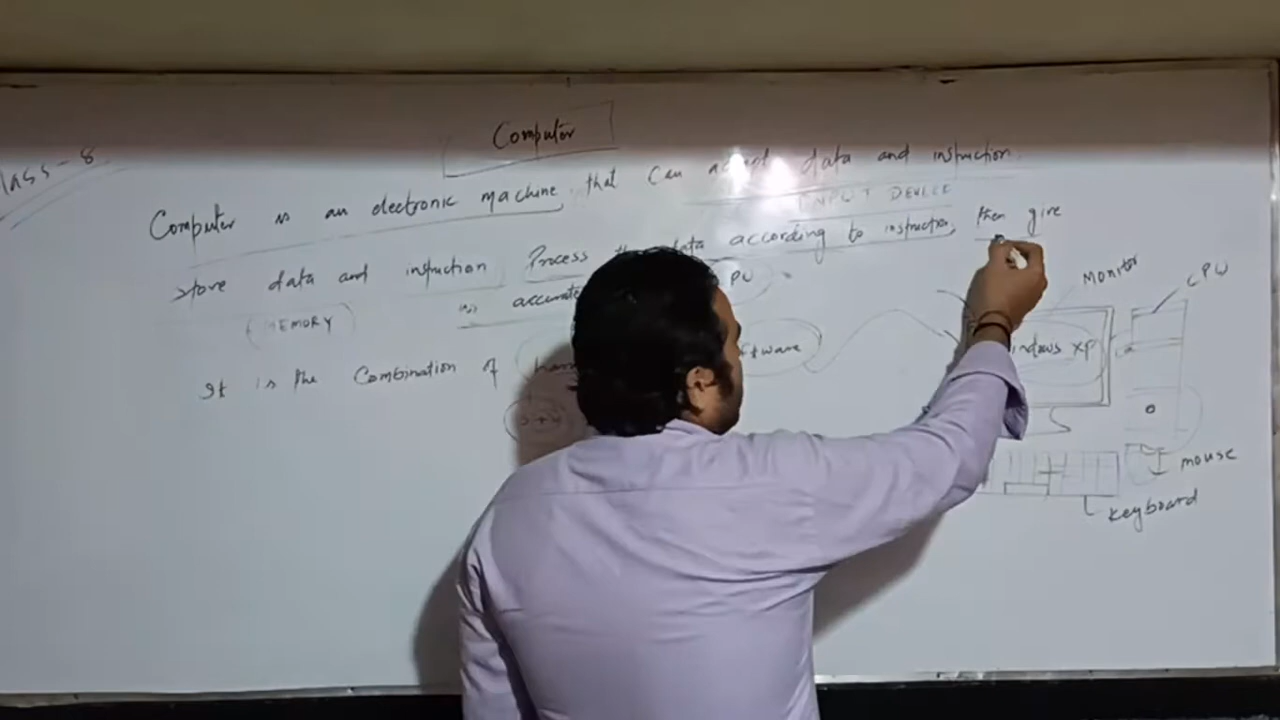 Class - 8
Computer
Computer is an electronic machine that can accept data and instruction
INPUT DEVICE
store data and instruction Process the data according to instruction, then give
(MEMORY) accurate PU
It is the combination of software
Monitor
CPU
windows XP
mouse
keyboard